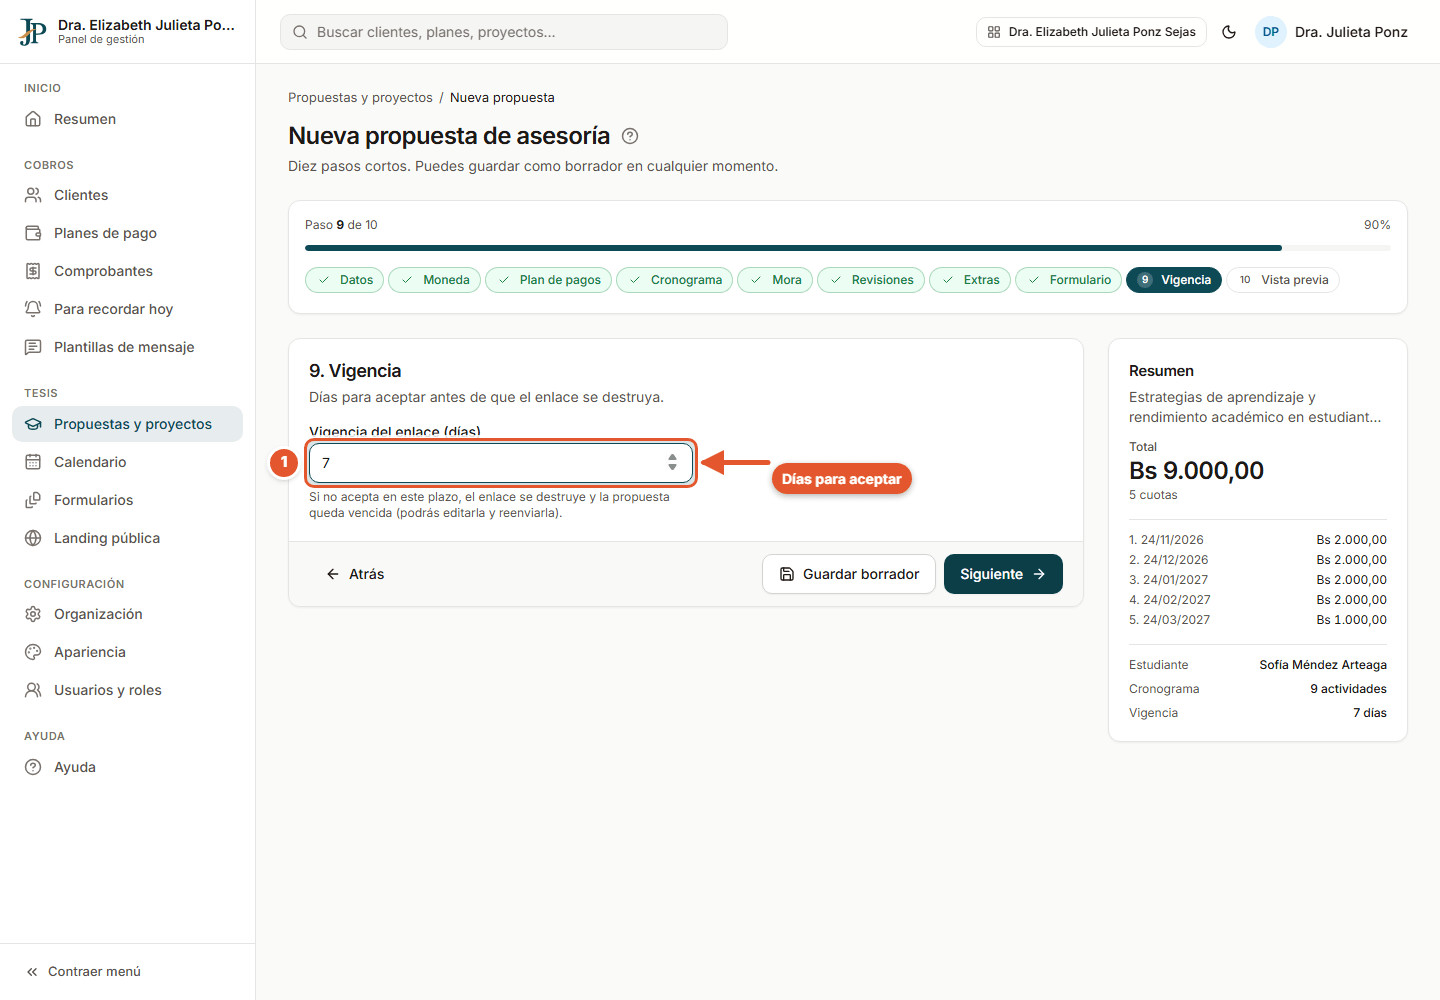 JP
Dra. Elizabeth Julieta Po...
Panel de gestión
Buscar clientes, planes, proyectos...
Dra. Elizabeth Julieta Ponz Sejas
DP
Dra. Julieta Ponz
INICIO
Resumen
COBROS
Clientes
Planes de pago
Comprobantes
Para recordar hoy
Plantillas de mensaje
TESIS
Propuestas y proyectos
Calendario
Formularios
Landing pública
CONFIGURACIÓN
Organización
Apariencia
Usuarios y roles
AYUDA
Ayuda
Contraer menú
Propuestas y proyectos / Nueva propuesta
Nueva propuesta de asesoría
Diez pasos cortos. Puedes guardar como borrador en cualquier momento.
Paso 9 de 10
90%
Datos
Moneda
Plan de pagos
Cronograma
Mora
Revisiones
Extras
Formulario
9 Vigencia
10 Vista previa
9. Vigencia
Días para aceptar antes de que el enlace se destruya.
Vigencia del enlace (días)
1
7
Días para aceptar
Si no acepta en este plazo, el enlace se destruye y la propuesta
queda vencida (podrás editarla y reenviarla).
Atrás
Guardar borrador
Siguiente
Resumen
Estrategias de aprendizaje y
rendimiento académico en estudiant...
Total
Bs 9.000,00
5 cuotas
1. 24/11/2026 Bs 2.000,00
2. 24/12/2026 Bs 2.000,00
3. 24/01/2027 Bs 2.000,00
4. 24/02/2027 Bs 2.000,00
5. 24/03/2027 Bs 1.000,00
Estudiante Sofía Méndez Arteaga
Cronograma 9 actividades
Vigencia 7 días